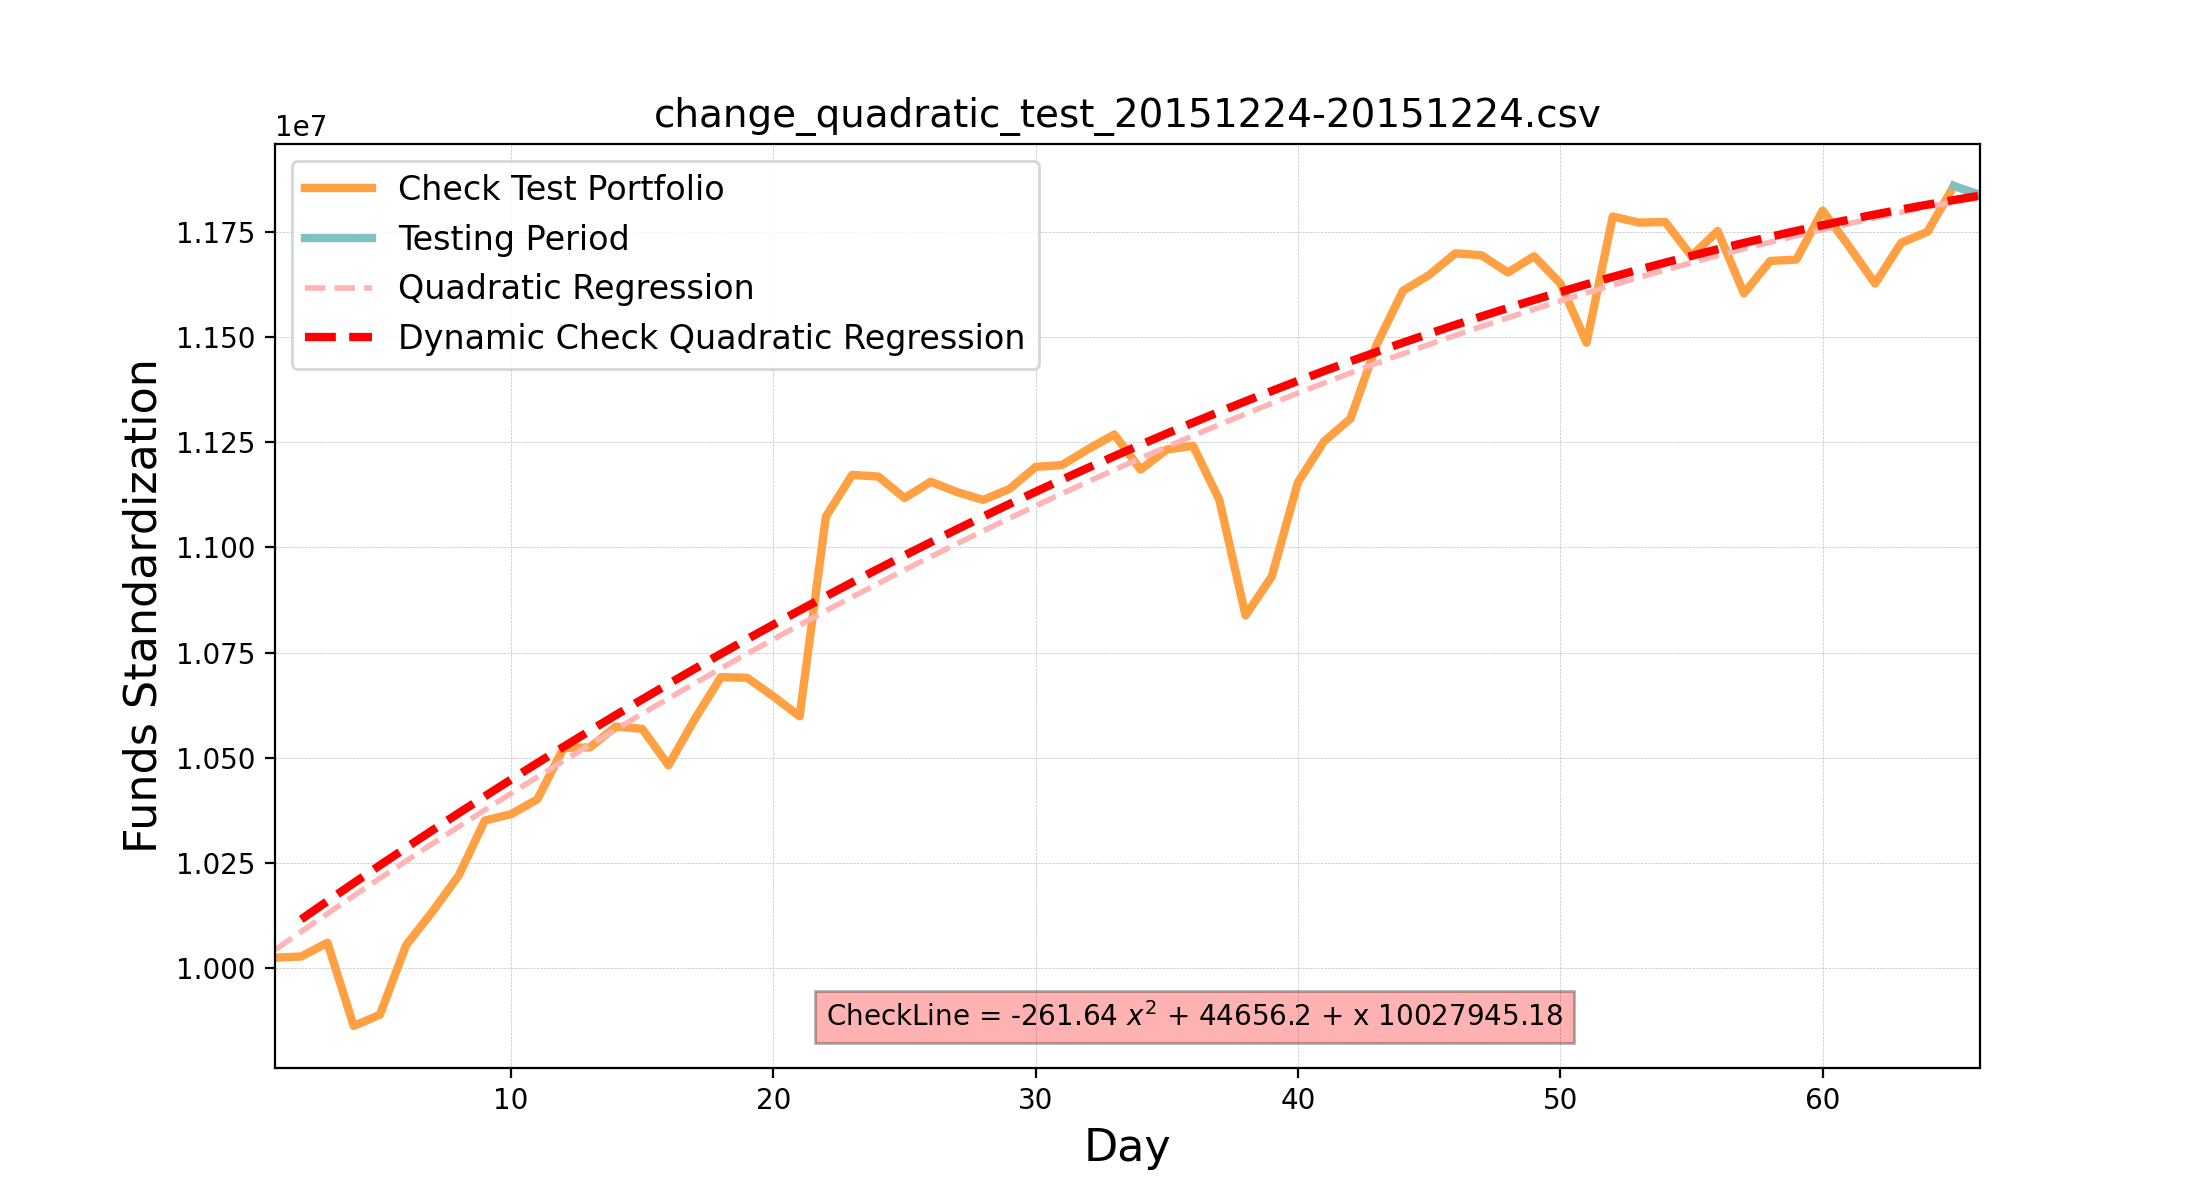 change_quadratic_test_20151224-20151224.csv
1e7
Check Test Portfolio
Testing Period
Quadratic Regression
Dynamic Check Quadratic Regression
Funds Standardization
1.175
1.150
1.125
1.100
1.075
1.050
1.025
1.000
CheckLine = -261.64 x² + 44656.2 + x 10027945.18
10 20 30 40 50 60
Day